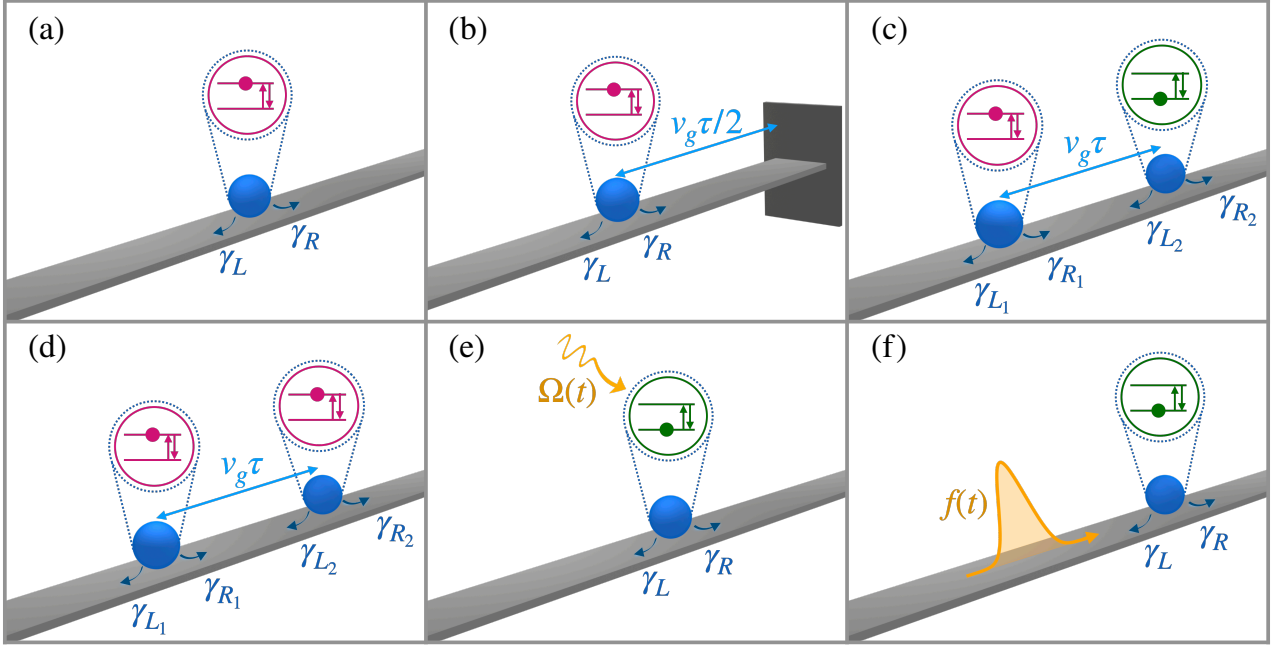 (a)
γ_L
γ_R
(b)
v_gτ/2
γ_L
γ_R
(c)
v_gτ
γ_{L_1}
γ_{R_1}
γ_{L_2}
γ_{R_2}
(d)
v_gτ
γ_{L_1}
γ_{R_1}
γ_{L_2}
γ_{R_2}
(e)
Ω(t)
γ_L
γ_R
(f)
f(t)
γ_L
γ_R